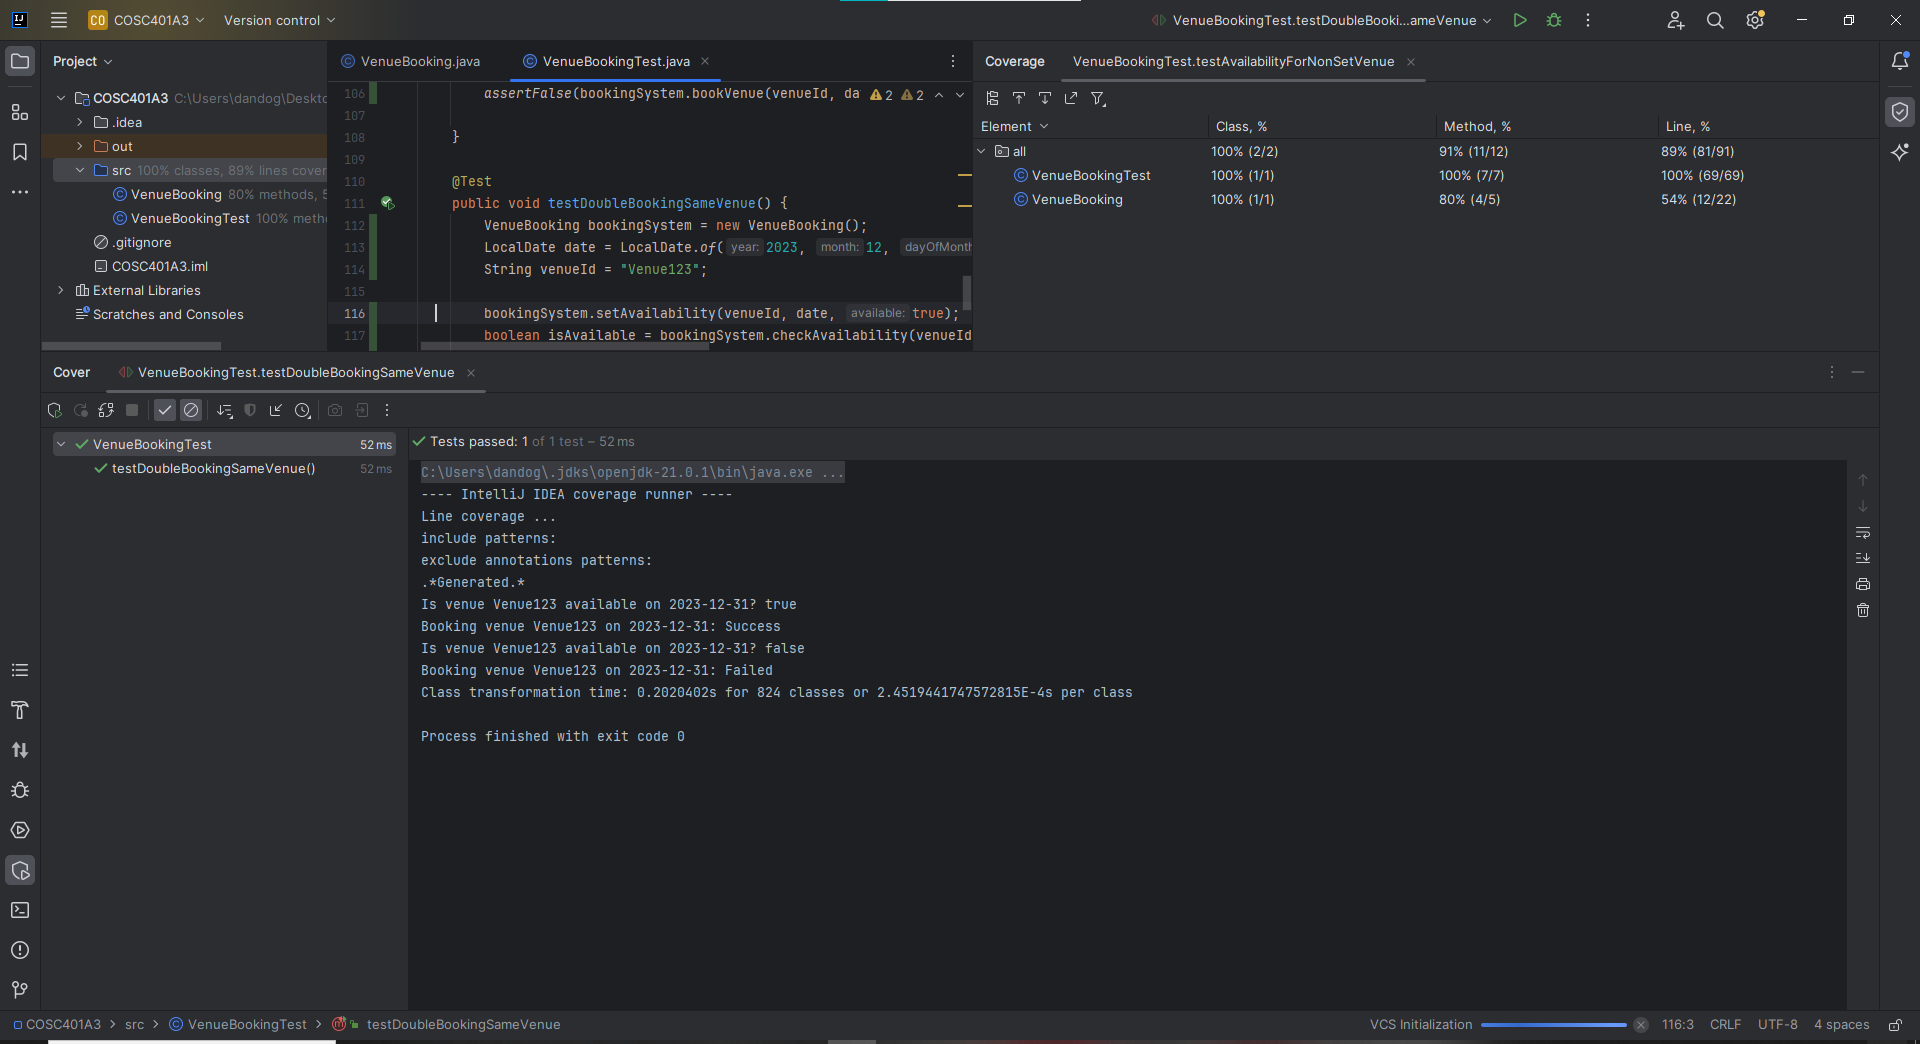 CO COSC401A3 Version control VenueBookingTest.testDoubleBooki...ameVenue
Project
COSC401A3 C:\Users\dandog\Deskto
.idea
out
src 100% classes, 89% lines cover
VenueBooking 80% methods, 5
VenueBookingTest 100% meth
.gitignore
COSC401A3.iml
External Libraries
Scratches and Consoles
VenueBooking.java VenueBookingTest.java
106 assertFalse(bookingSystem.bookVenue(venueId, da 2 2
107
108 }
109
110 @Test
111 public void testDoubleBookingSameVenue() {
112 VenueBooking bookingSystem = new VenueBooking();
113 LocalDate date = LocalDate.of( year: 2023, month: 12, dayOfMonth
114 String venueId = "Venue123";
115
116 bookingSystem.setAvailability(venueId, date, available: true);
117 boolean isAvailable = bookingSystem.checkAvailability(venueId
Coverage VenueBookingTest.testAvailabilityForNonSetVenue
Element Class, % Method, % Line, %
all 100% (2/2) 91% (11/12) 89% (81/91)
VenueBookingTest 100% (1/1) 100% (7/7) 100% (69/69)
VenueBooking 100% (1/1) 80% (4/5) 54% (12/22)
Cover VenueBookingTest.testDoubleBookingSameVenue
VenueBookingTest 52 ms
testDoubleBookingSameVenue() 52 ms
Tests passed: 1 of 1 test – 52 ms
C:\Users\dandog\.jdks\openjdk-21.0.1\bin\java.exe ...
---- IntelliJ IDEA coverage runner ----
Line coverage ...
include patterns:
exclude annotations patterns:
.*Generated.*
Is venue Venue123 available on 2023-12-31? true
Booking venue Venue123 on 2023-12-31: Success
Is venue Venue123 available on 2023-12-31? false
Booking venue Venue123 on 2023-12-31: Failed
Class transformation time: 0.2020402s for 824 classes or 2.4519441747572815E-4s per class
Process finished with exit code 0
COSC401A3 > src > VenueBookingTest > testDoubleBookingSameVenue VCS Initialization 116:3 CRLF UTF-8 4 spaces